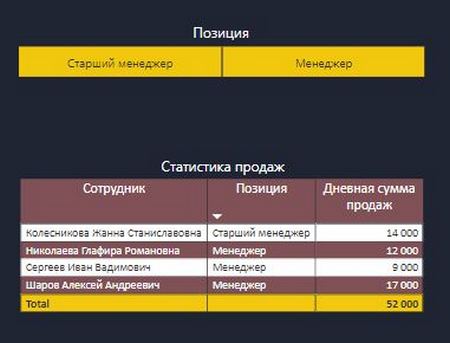 Позиция
Старший менеджер Менеджер
Статистика продаж
Сотрудник Позиция Дневная сумма
продаж
Колесникова Жанна Станиславовна Старший менеджер 14 000
Николаева Глафира Романовна Менеджер 12 000
Сергеев Иван Вадимович Менеджер 9 000
Шаров Алексей Андреевич Менеджер 17 000
Total 52 000